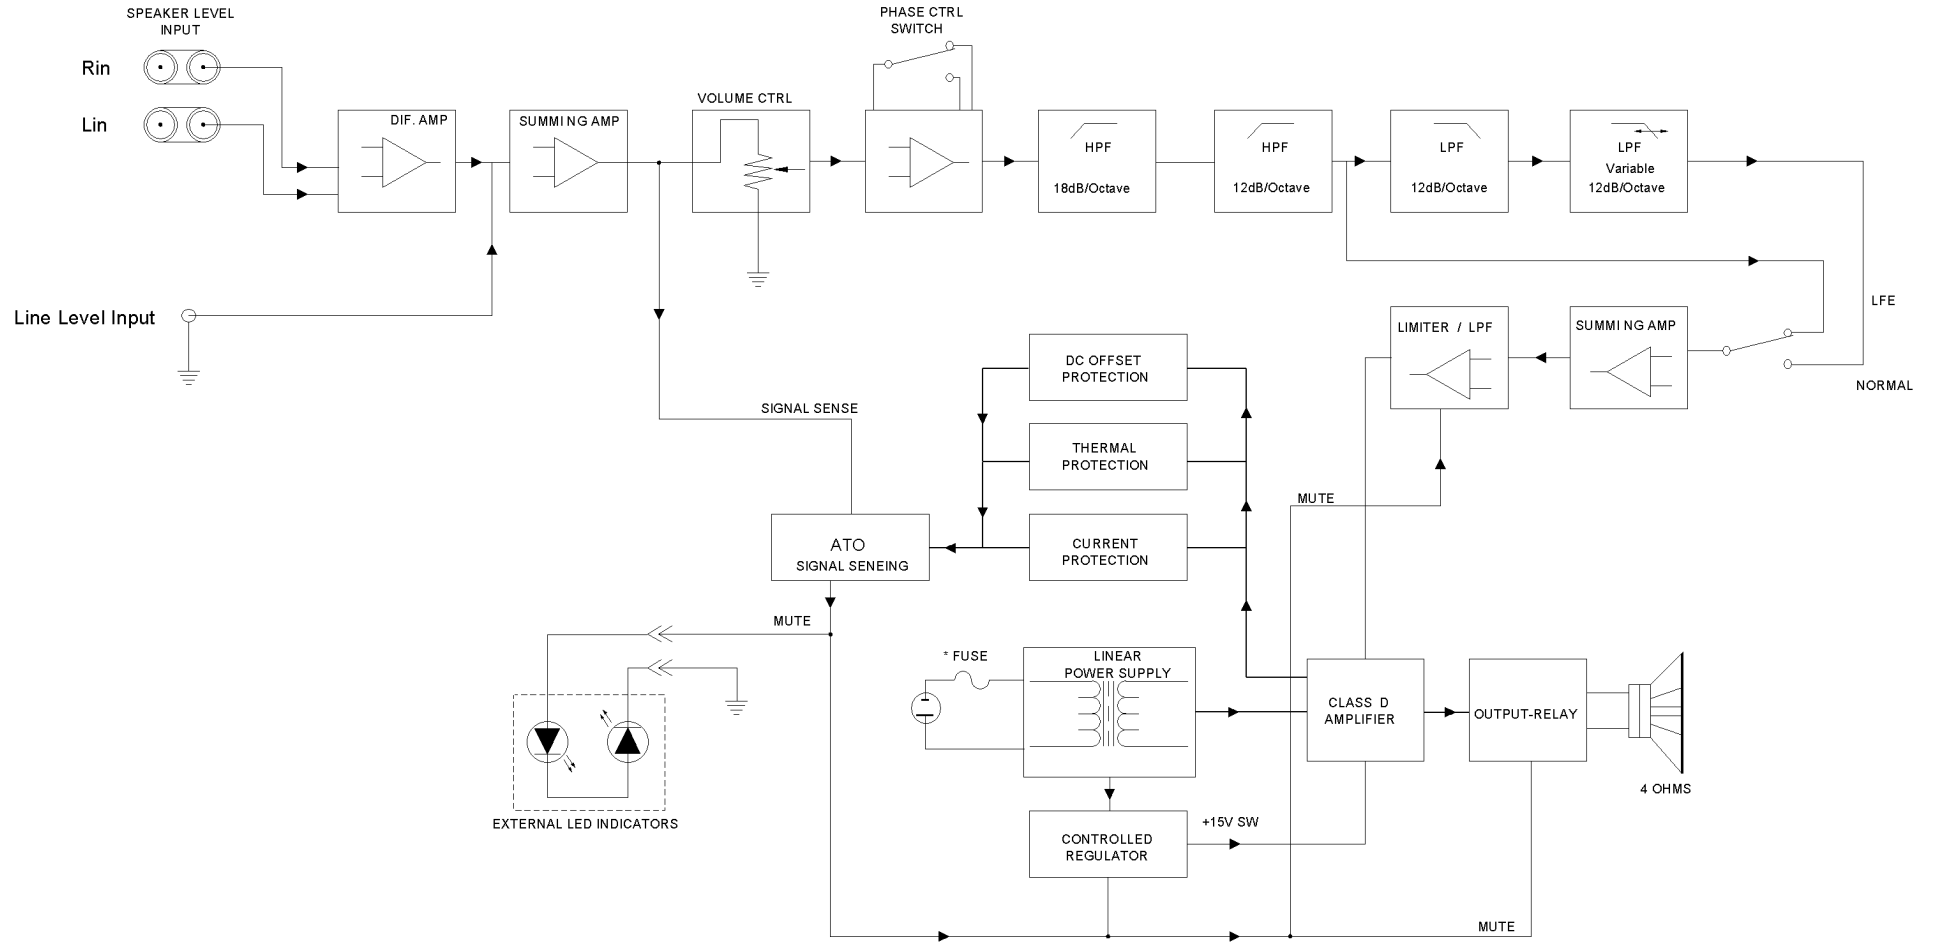 SPEAKER LEVEL
INPUT
Rin
Lin
DIF. AMP
SUMMING AMP
VOLUME CTRL
PHASE CTRL
SWITCH
HPF
18dB/Octave
HPF
12dB/Octave
LPF
12dB/Octave
LPF
Variable
12dB/Octave
Line Level Input
LFE
NORMAL
SUMMING AMP
LIMITER / LPF
DC OFFSET
PROTECTION
THERMAL
PROTECTION
CURRENT
PROTECTION
SIGNAL SENSE
ATO
SIGNAL SENEING
MUTE
MUTE
* FUSE
LINEAR
POWER SUPPLY
CLASS D
AMPLIFIER
OUTPUT-RELAY
4 OHMS
EXTERNAL LED INDICATORS
CONTROLLED
REGULATOR
+15V SW
MUTE